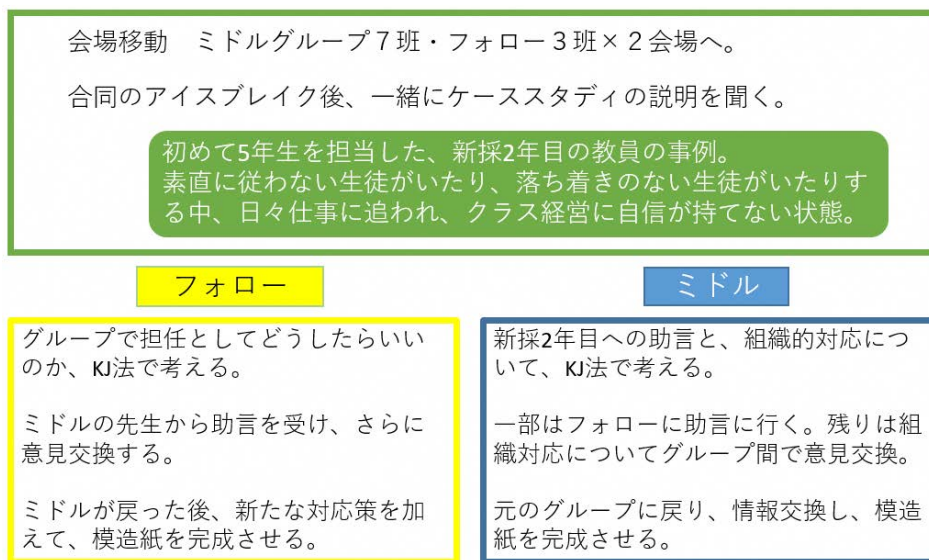 会場移動　ミドルグループ７班・フォロー３班×２会場へ。
合同のアイスブレイク後、一緒にケーススタディの説明を聞く。
初めて5年生を担当した、新採2年目の教員の事例。
素直に従わない生徒がいたり、落ち着きのない生徒がいたりす
る中、日々仕事に追われ、クラス経営に自信が持てない状態。
フォロー
グループで担任としてどうしたらいい
のか、KJ法で考える。
ミドルの先生から助言を受け、さらに
意見交換する。
ミドルが戻った後、新たな対応策を加
えて、模造紙を完成させる。
ミドル
新採2年目への助言と、組織的対応につ
いて、KJ法で考える。
一部はフォローに助言に行く。残りは組
織対応についてグループ間で意見交換。
元のグループに戻り、情報交換し、模造
紙を完成させる。